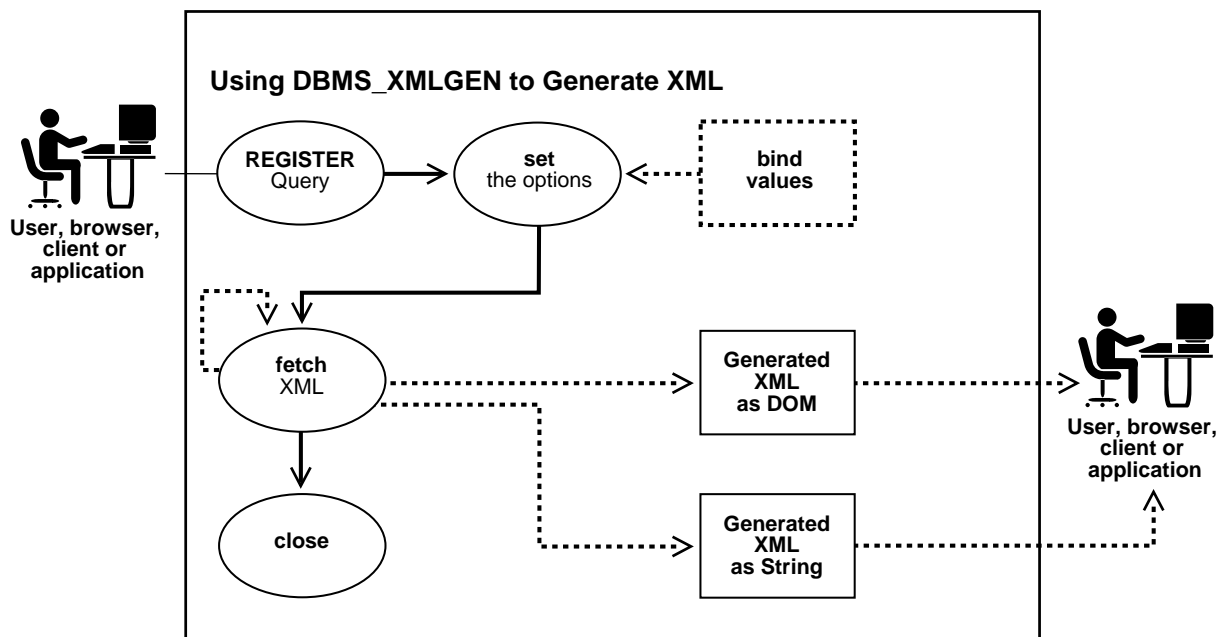 Using DBMS_XMLGEN to Generate XML
User, browser,
client or
application
REGISTER
Query
set
the options
bind
values
fetch
XML
Generated
XML
as DOM
User, browser,
client or
application
close
Generated
XML
as String